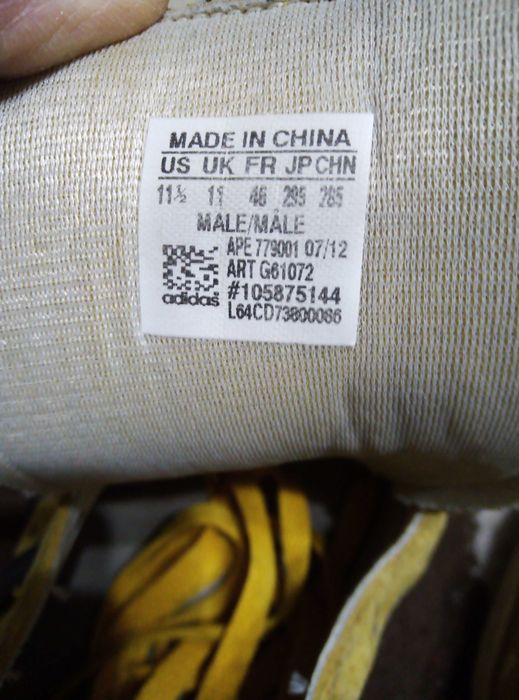 MADE IN CHINA
US UK FR JP CHN
11½ 11 46 295 285
MALE/MÂLE
APE 779001 07/12
ART G61072
adidas #105875144
L64CD73800086